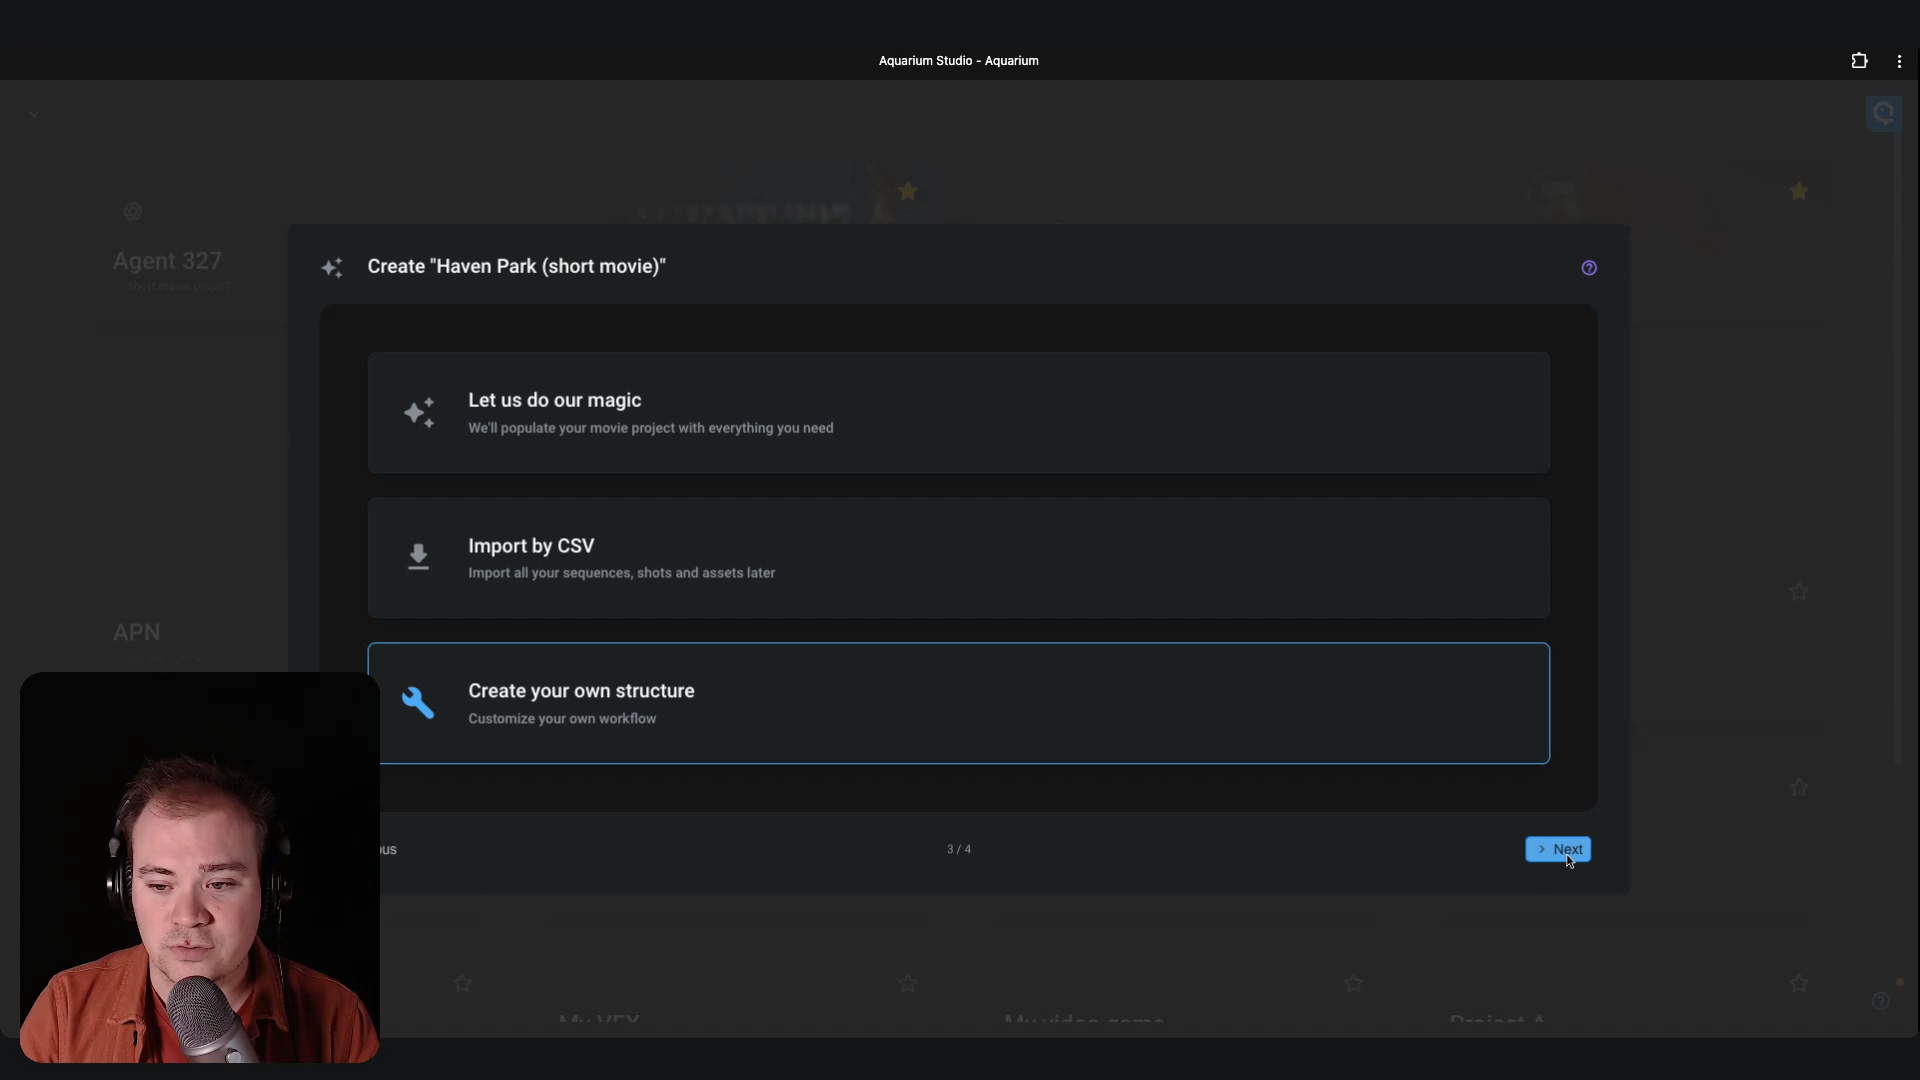 Aquarium Studio - Aquarium
Agent 327
Short movie project
Create "Haven Park (short movie)"
Let us do our magic
We'll populate your movie project with everything you need
Import by CSV
Import all your sequences, shots and assets later
APN
Create your own structure
Customize your own workflow
ous
3 / 4
Next
My VFX
My video game
Project A